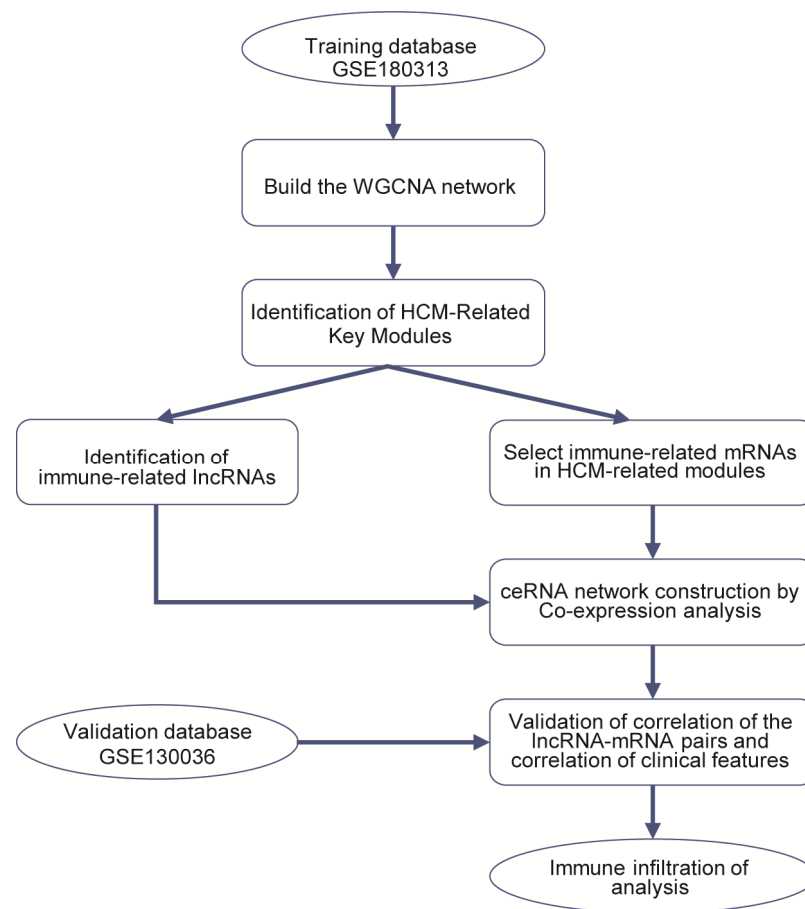 Training database
GSE180313
Build the WGCNA network
Identification of HCM-Related
Key Modules
Identification of
immune-related lncRNAs
Select immune-related mRNAs
in HCM-related modules
ceRNA network construction by
Co-expression analysis
Validation database
GSE130036
Validation of correlation of the
lncRNA-mRNA pairs and
correlation of clinical features
Immune infiltration of
analysis